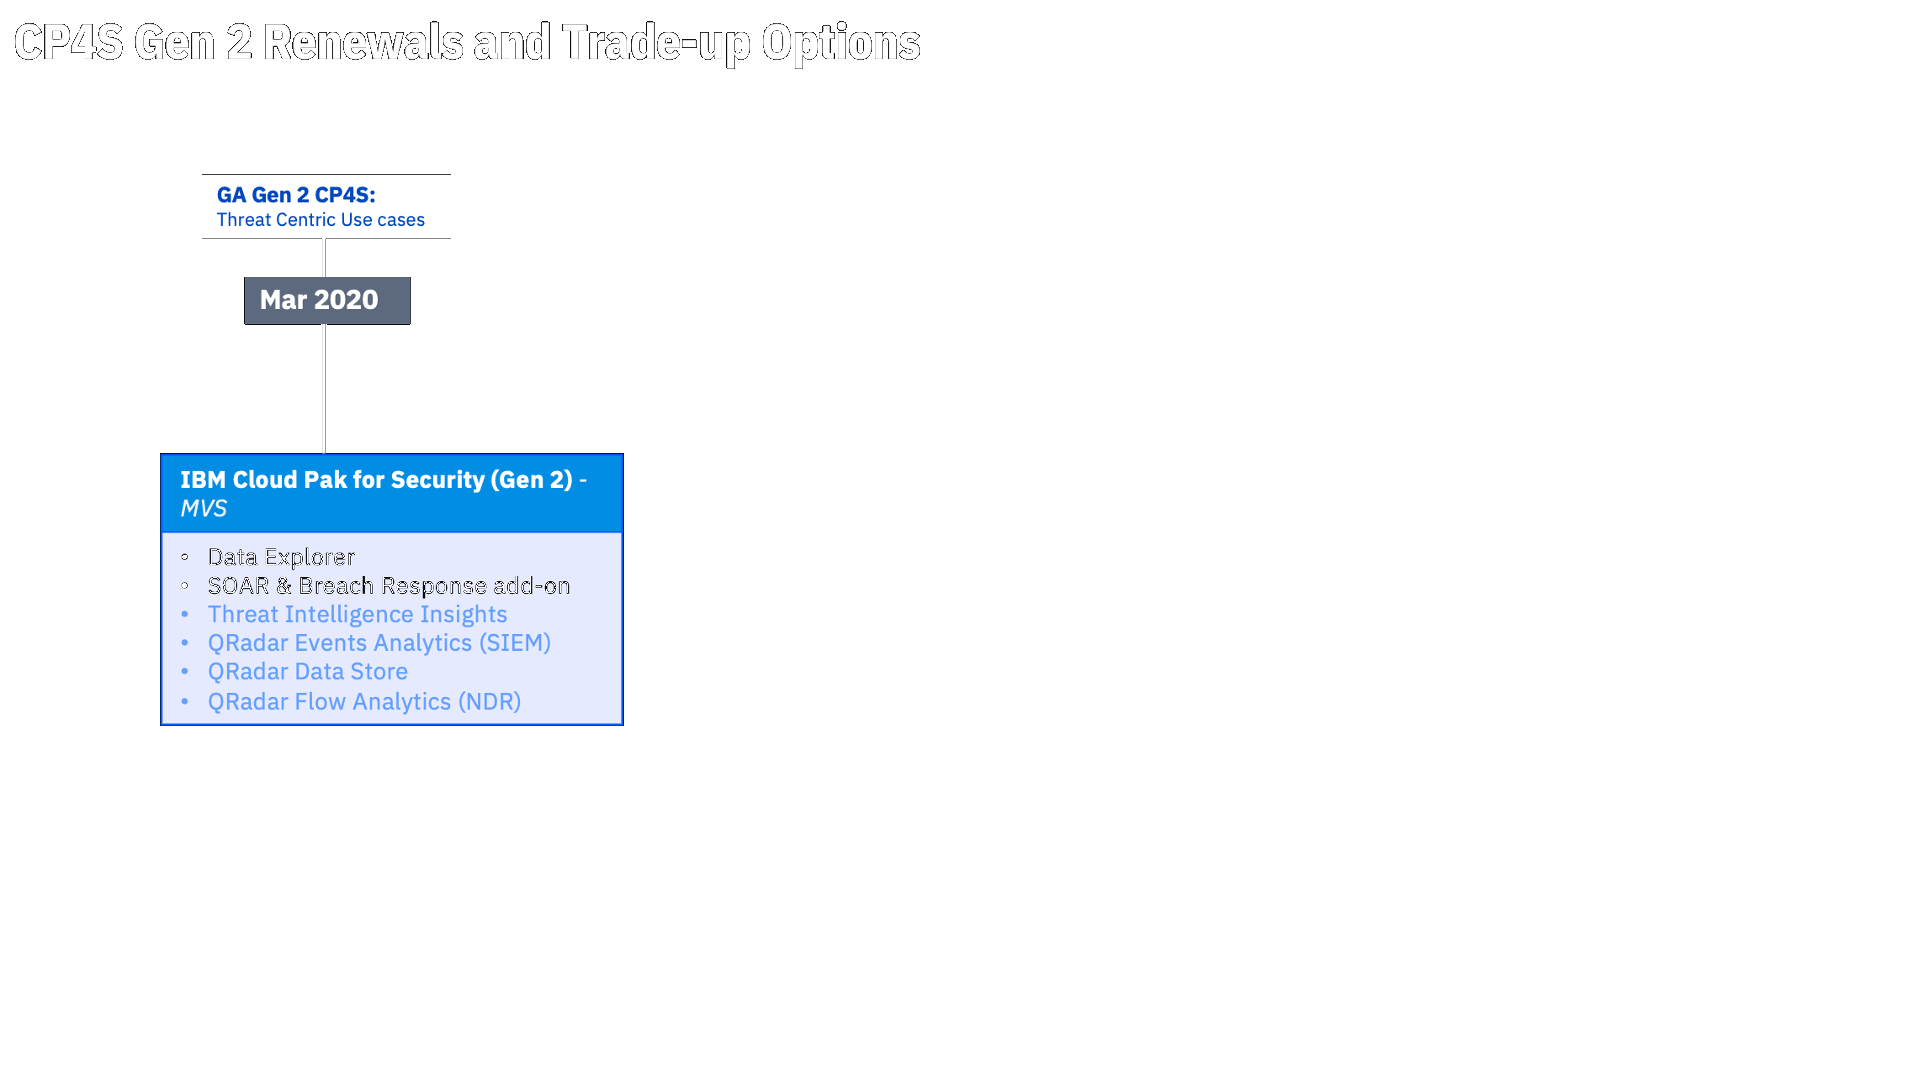 CP4S Gen 2 Renewals and Trade-up Options
GA Gen 2 CP4S:
Threat Centric Use cases
Mar 2020
IBM Cloud Pak for Security (Gen 2) -
MVS
• Data Explorer
• SOAR & Breach Response add-on
• Threat Intelligence Insights
• QRadar Events Analytics (SIEM)
• QRadar Data Store
• QRadar Flow Analytics (NDR)